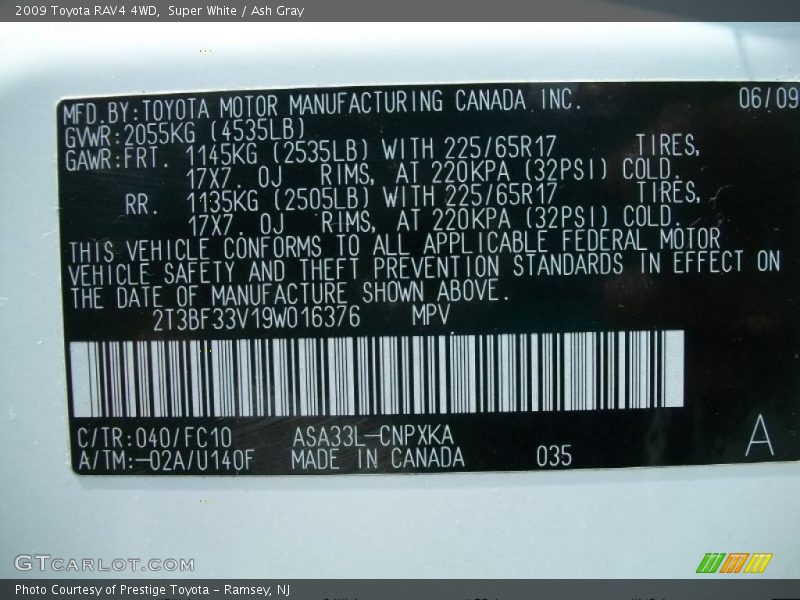 2009 Toyota RAV4 4WD,  Super White / Ash Gray
MFD.BY:TOYOTA MOTOR MANUFACTURING CANADA INC. 06/09
GVWR:2055KG (4535LB)
GAWR:FRT. 1145KG (2535LB) WITH 225/65R17 TIRES,
17X7. 0J RIMS, AT 220KPA (32PSI) COLD.
RR. 1135KG (2505LB) WITH 225/65R17 TIRES,
17X7. 0J RIMS, AT 220KPA (32PSI) COLD.
THIS VEHICLE CONFORMS TO ALL APPLICABLE FEDERAL MOTOR
VEHICLE SAFETY AND THEFT PREVENTION STANDARDS IN EFFECT ON
THE DATE OF MANUFACTURE SHOWN ABOVE.
2T3BF33V19W016376 MPV
C/TR:040/FC10 ASA33L-CNPXKA
A/TM:-02A/U140F MADE IN CANADA 035 A
GTCARLOT.COM
Photo Courtesy of Prestige Toyota - Ramsey, NJ